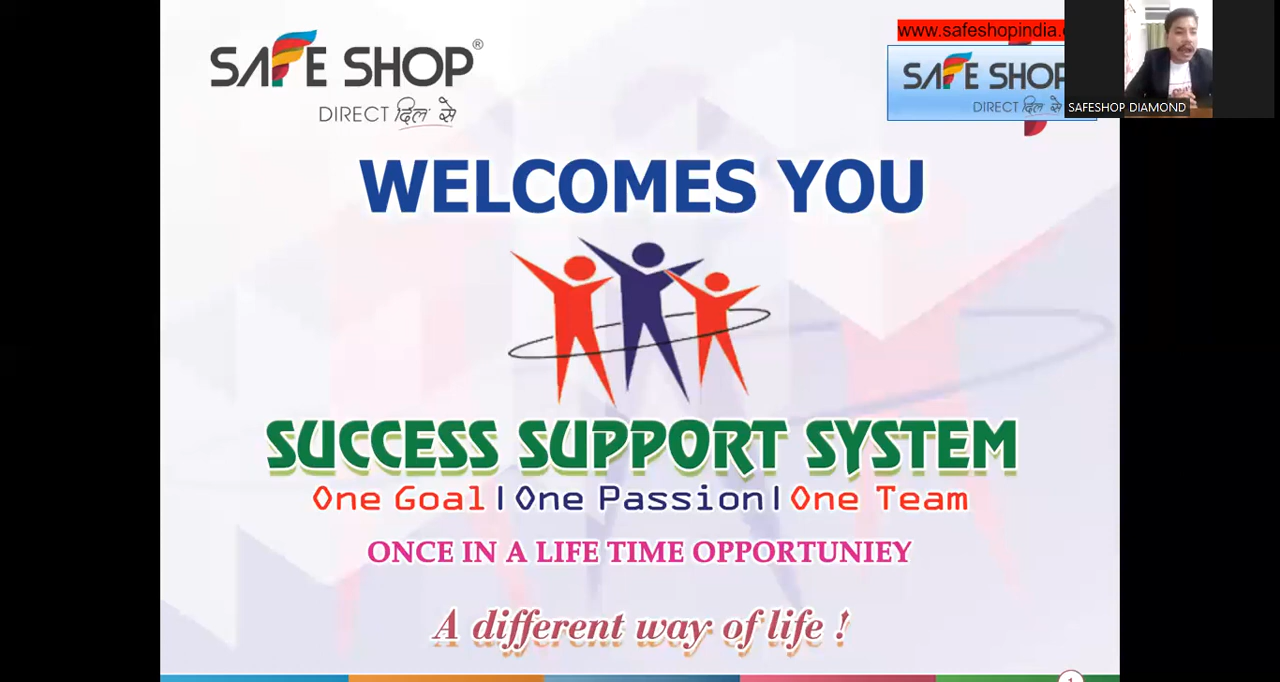 SAFE SHOP®
DIRECT दिल से
www.safeshopindia.
SAFE SHOP
DIRECT दिल से
SAFESHOP DIAMOND
WELCOMES YOU
SUCCESS SUPPORT SYSTEM
One Goal | One Passion | One Team
ONCE IN A LIFE TIME OPPORTUNIEY
A different way of life !
1